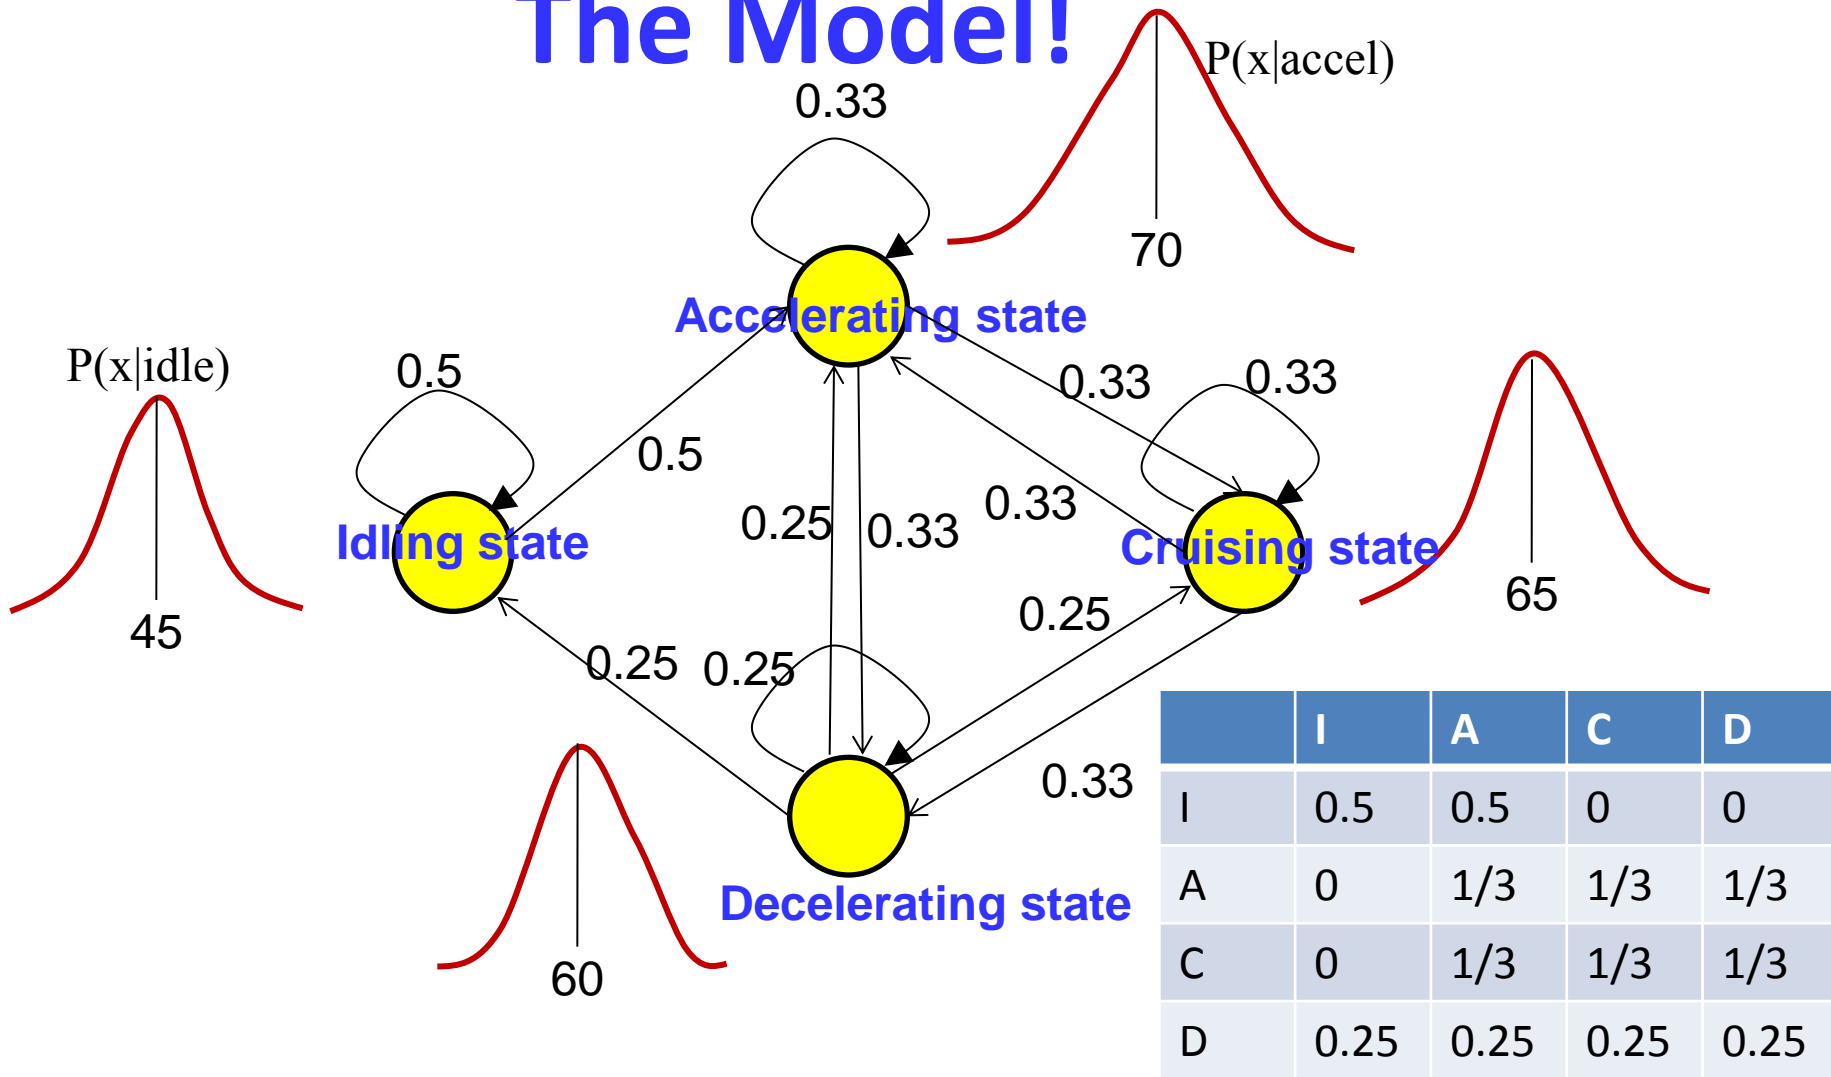 The Model!
P(x|accel)
0.33
70
Accelerating state
P(x|idle)
0.5
0.33
0.33
0.5
0.25
0.33
0.33
Idling state
Cruising state
45
65
0.25
0.25
0.25
0.33
60
Decelerating state
I A C D
I 0.5 0.5 0 0
A 0 1/3 1/3 1/3
C 0 1/3 1/3 1/3
D 0.25 0.25 0.25 0.25